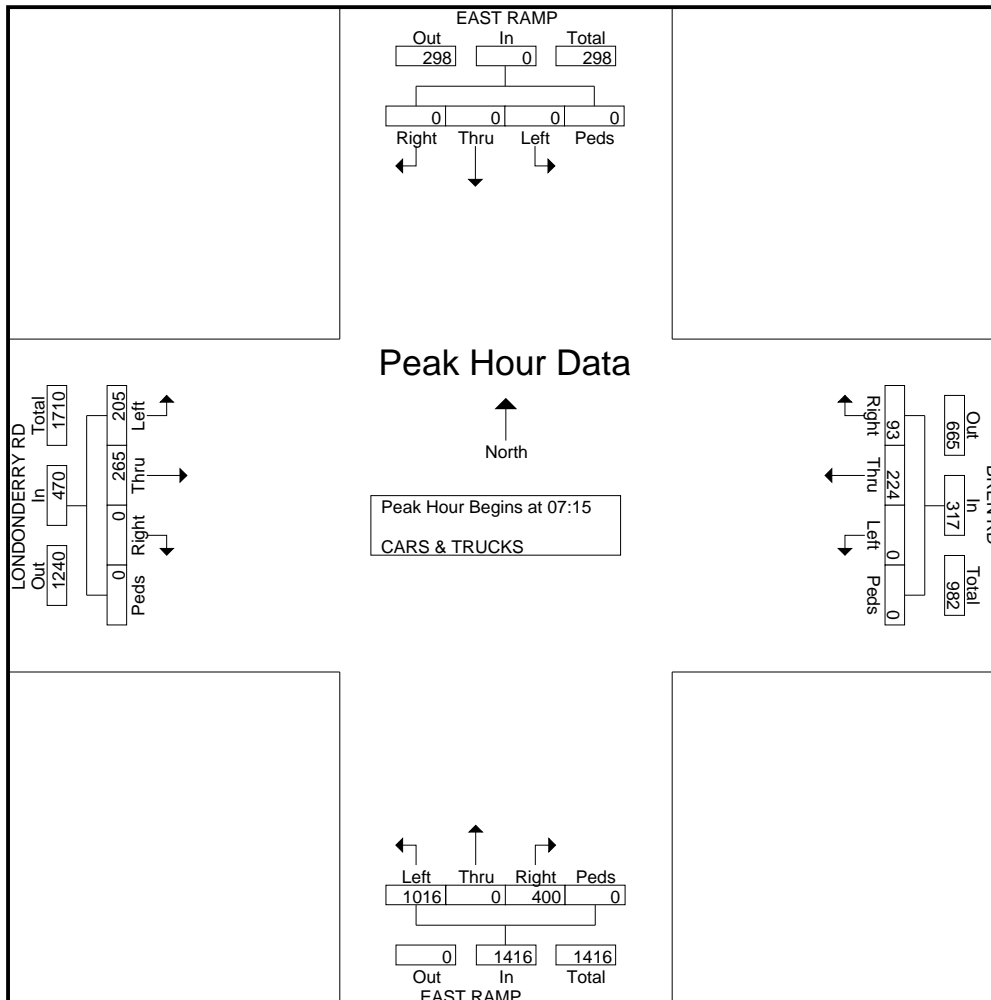 EAST RAMP
Out In Total
298 0 298
0 0 0 0
Right Thru Left Peds
Peak Hour Data
North
Peak Hour Begins at 07:15
CARS & TRUCKS
LONDONDERRY RD
Total In Out
1710 470 1240
205 265 0 0
Left Thru Right Peds
Out In Total
665 317 982
93 224 0 0
Right Thru Left Peds
BREN RD
Left Thru Right Peds
1016 0 400 0
0 1416 1416
Out In Total
EAST RAMP